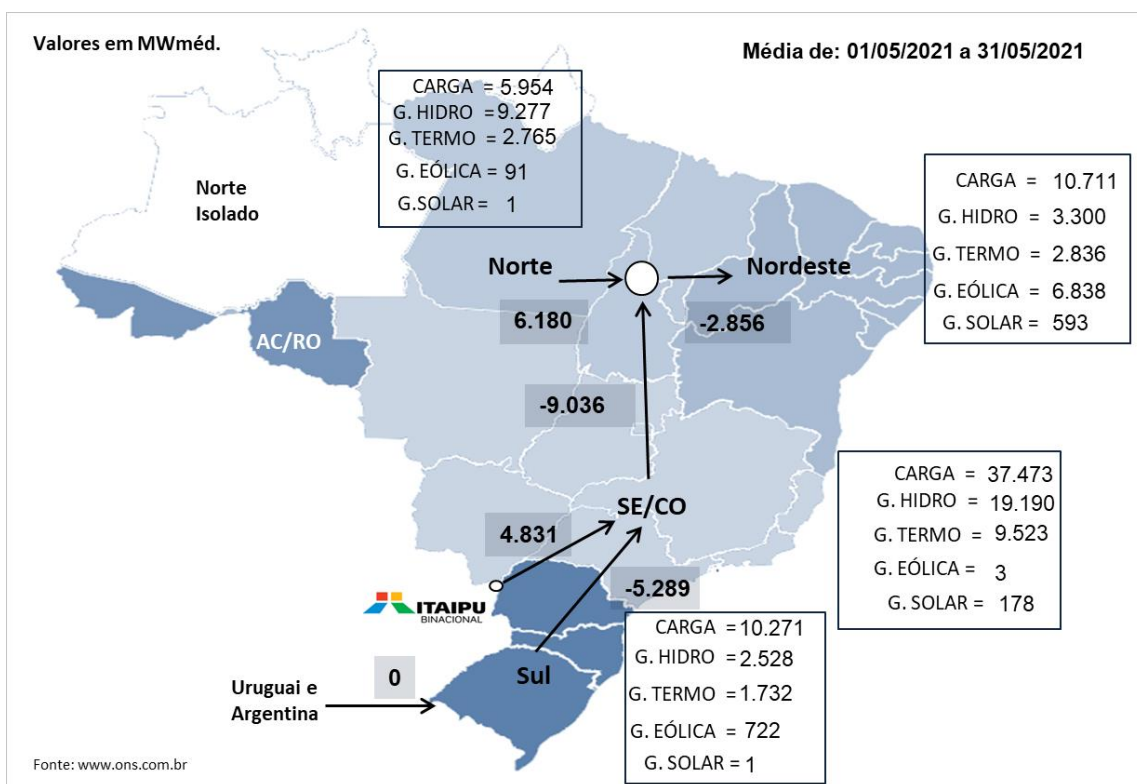 Valores em MWméd.
Média de: 01/05/2021 a 31/05/2021
CARGA = 5.954
G. HIDRO = 9.277
G. TERMO = 2.765
G. EÓLICA = 91
G.SOLAR = 1
Norte
Isolado
CARGA = 10.711
G. HIDRO = 3.300
G. TERMO = 2.836
G. EÓLICA = 6.838
G. SOLAR = 593
Norte
Nordeste
6.180
-2.856
AC/RO
-9.036
CARGA = 37.473
G. HIDRO = 19.190
G. TERMO = 9.523
G. EÓLICA = 3
G. SOLAR = 178
SE/CO
4.831
-5.289
ITAIPU
BINACIONAL
CARGA = 10.271
G. HIDRO = 2.528
G. TERMO = 1.732
G. EÓLICA = 722
G. SOLAR = 1
0
Sul
Uruguai e
Argentina
Fonte: www.ons.com.br